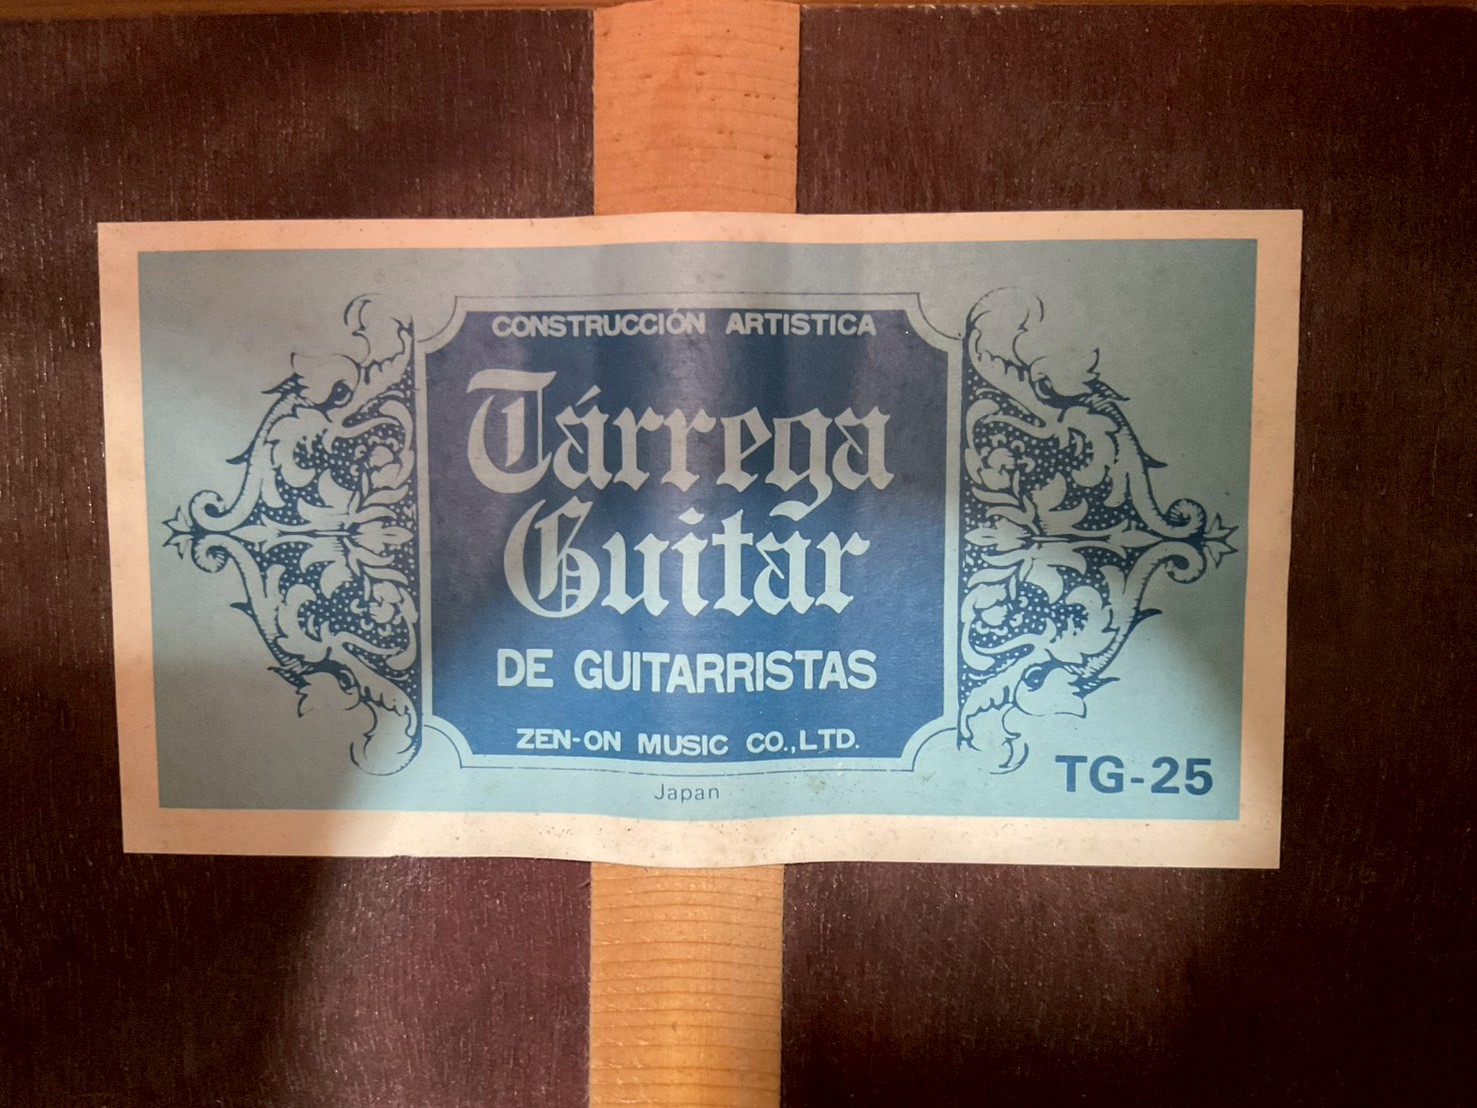 CONSTRUCCIÓN ARTISTICA
Tárrega
Guitar
DE GUITARRISTAS
ZEN-ON MUSIC CO.,LTD.
Japan
TG-25